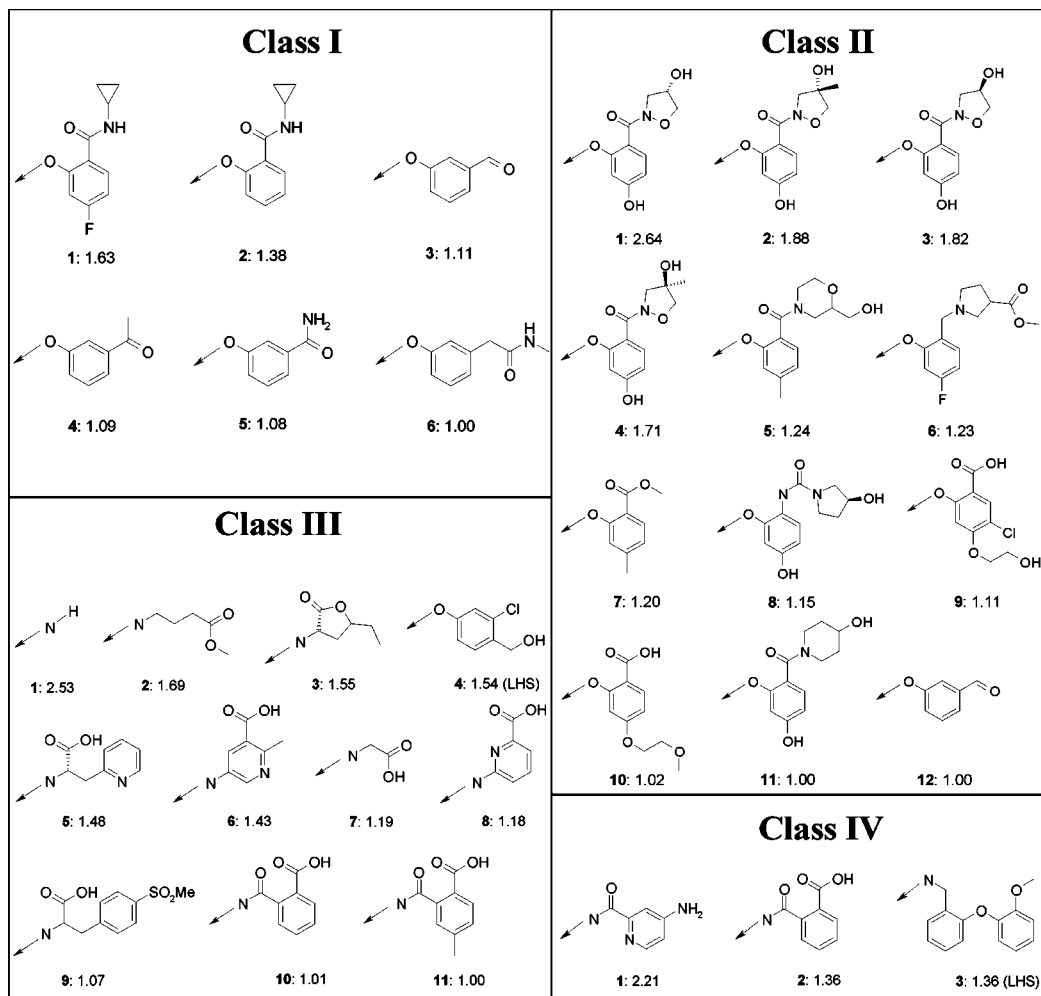 Class I
O NH O NH
O O O O
F
1: 1.63 2: 1.38 3: 1.11
NH2 H
O O O N
O O O
4: 1.09 5: 1.08 6: 1.00
Class II
OH OH OH
O N O O N O O N O
O O O
OH OH OH
1: 2.64 2: 1.88 3: 1.82
OH
O N O O N O OH N O O
O O O
OH F
4: 1.71 5: 1.24 6: 1.23
O O O N OH O OH
O N O O Cl
OH O OH
7: 1.20 8: 1.15 9: 1.11
O OH O N OH
O O O O
O O OH
10: 1.02 11: 1.00 12: 1.00
Class III
H O O O Cl
N N O O N OH
1: 2.53 2: 1.69 3: 1.55 4: 1.54 (LHS)
O OH N O OH O OH
N N N N O OH N N
5: 1.48 6: 1.43 7: 1.19 8: 1.18
O OH SO2Me O O OH O O OH
N N N
9: 1.07 10: 1.01 11: 1.00
Class IV
O NH2 O O OH N O
N N N O
1: 2.21 2: 1.36 3: 1.36 (LHS)